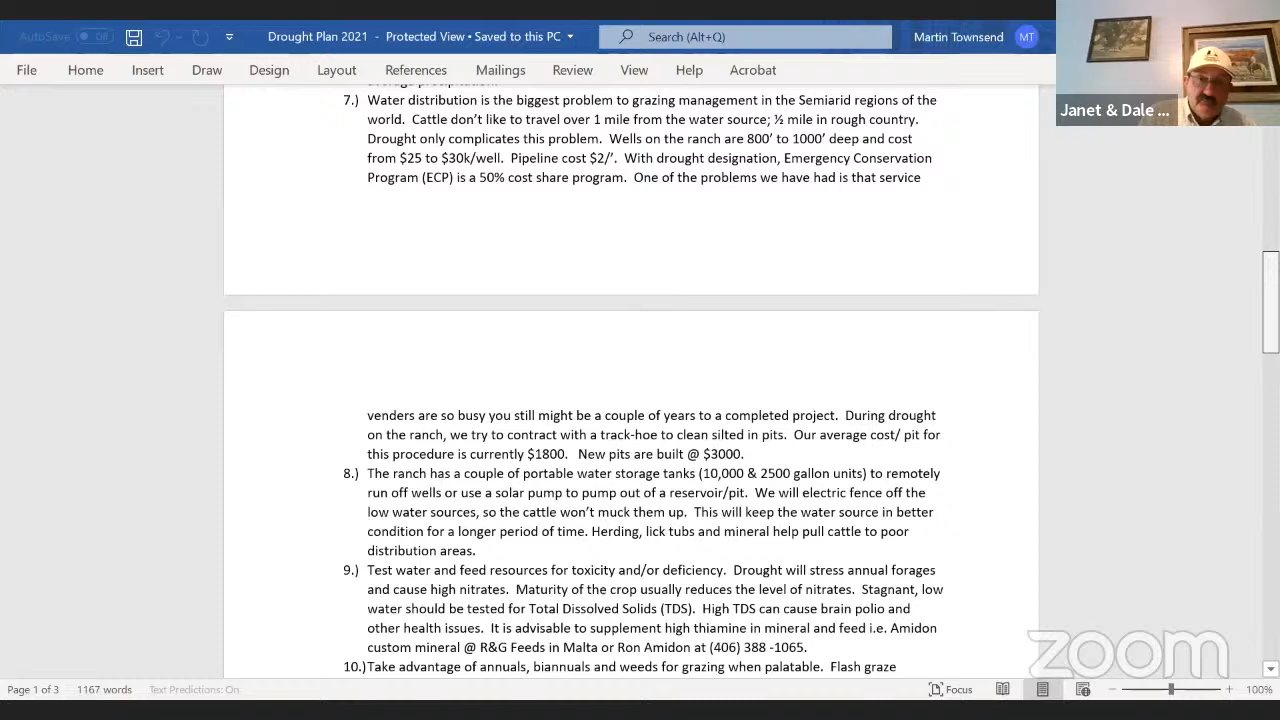 AutoSave Off
Drought Plan 2021 - Protected View • Saved to this PC
Search (Alt+Q)
Martin Townsend MT
File Home Insert Draw Design Layout References Mailings Review View Help Acrobat
Janet & Dale ...
average precipitation.
7.) Water distribution is the biggest problem to grazing management in the Semiarid regions of the
world. Cattle don't like to travel over 1 mile from the water source; ½ mile in rough country.
Drought only complicates this problem. Wells on the ranch are 800' to 1000' deep and cost
from $25 to $30k/well. Pipeline cost $2/'. With drought designation, Emergency Conservation
Program (ECP) is a 50% cost share program. One of the problems we have had is that service
venders are so busy you still might be a couple of years to a completed project. During drought
on the ranch, we try to contract with a track-hoe to clean silted in pits. Our average cost/ pit for
this procedure is currently $1800. New pits are built @ $3000.
8.) The ranch has a couple of portable water storage tanks (10,000 & 2500 gallon units) to remotely
run off wells or use a solar pump to pump out of a reservoir/pit. We will electric fence off the
low water sources, so the cattle won't muck them up. This will keep the water source in better
condition for a longer period of time. Herding, lick tubs and mineral help pull cattle to poor
distribution areas.
9.) Test water and feed resources for toxicity and/or deficiency. Drought will stress annual forages
and cause high nitrates. Maturity of the crop usually reduces the level of nitrates. Stagnant, low
water should be tested for Total Dissolved Solids (TDS). High TDS can cause brain polio and
other health issues. It is advisable to supplement high thiamine in mineral and feed i.e. Amidon
custom mineral @ R&G Feeds in Malta or Ron Amidon at (406) 388 -1065.
10.)Take advantage of annuals, biannuals and weeds for grazing when palatable. Flash graze
zoom
Page 1 of 3 1167 words Text Predictions: On Focus 100%